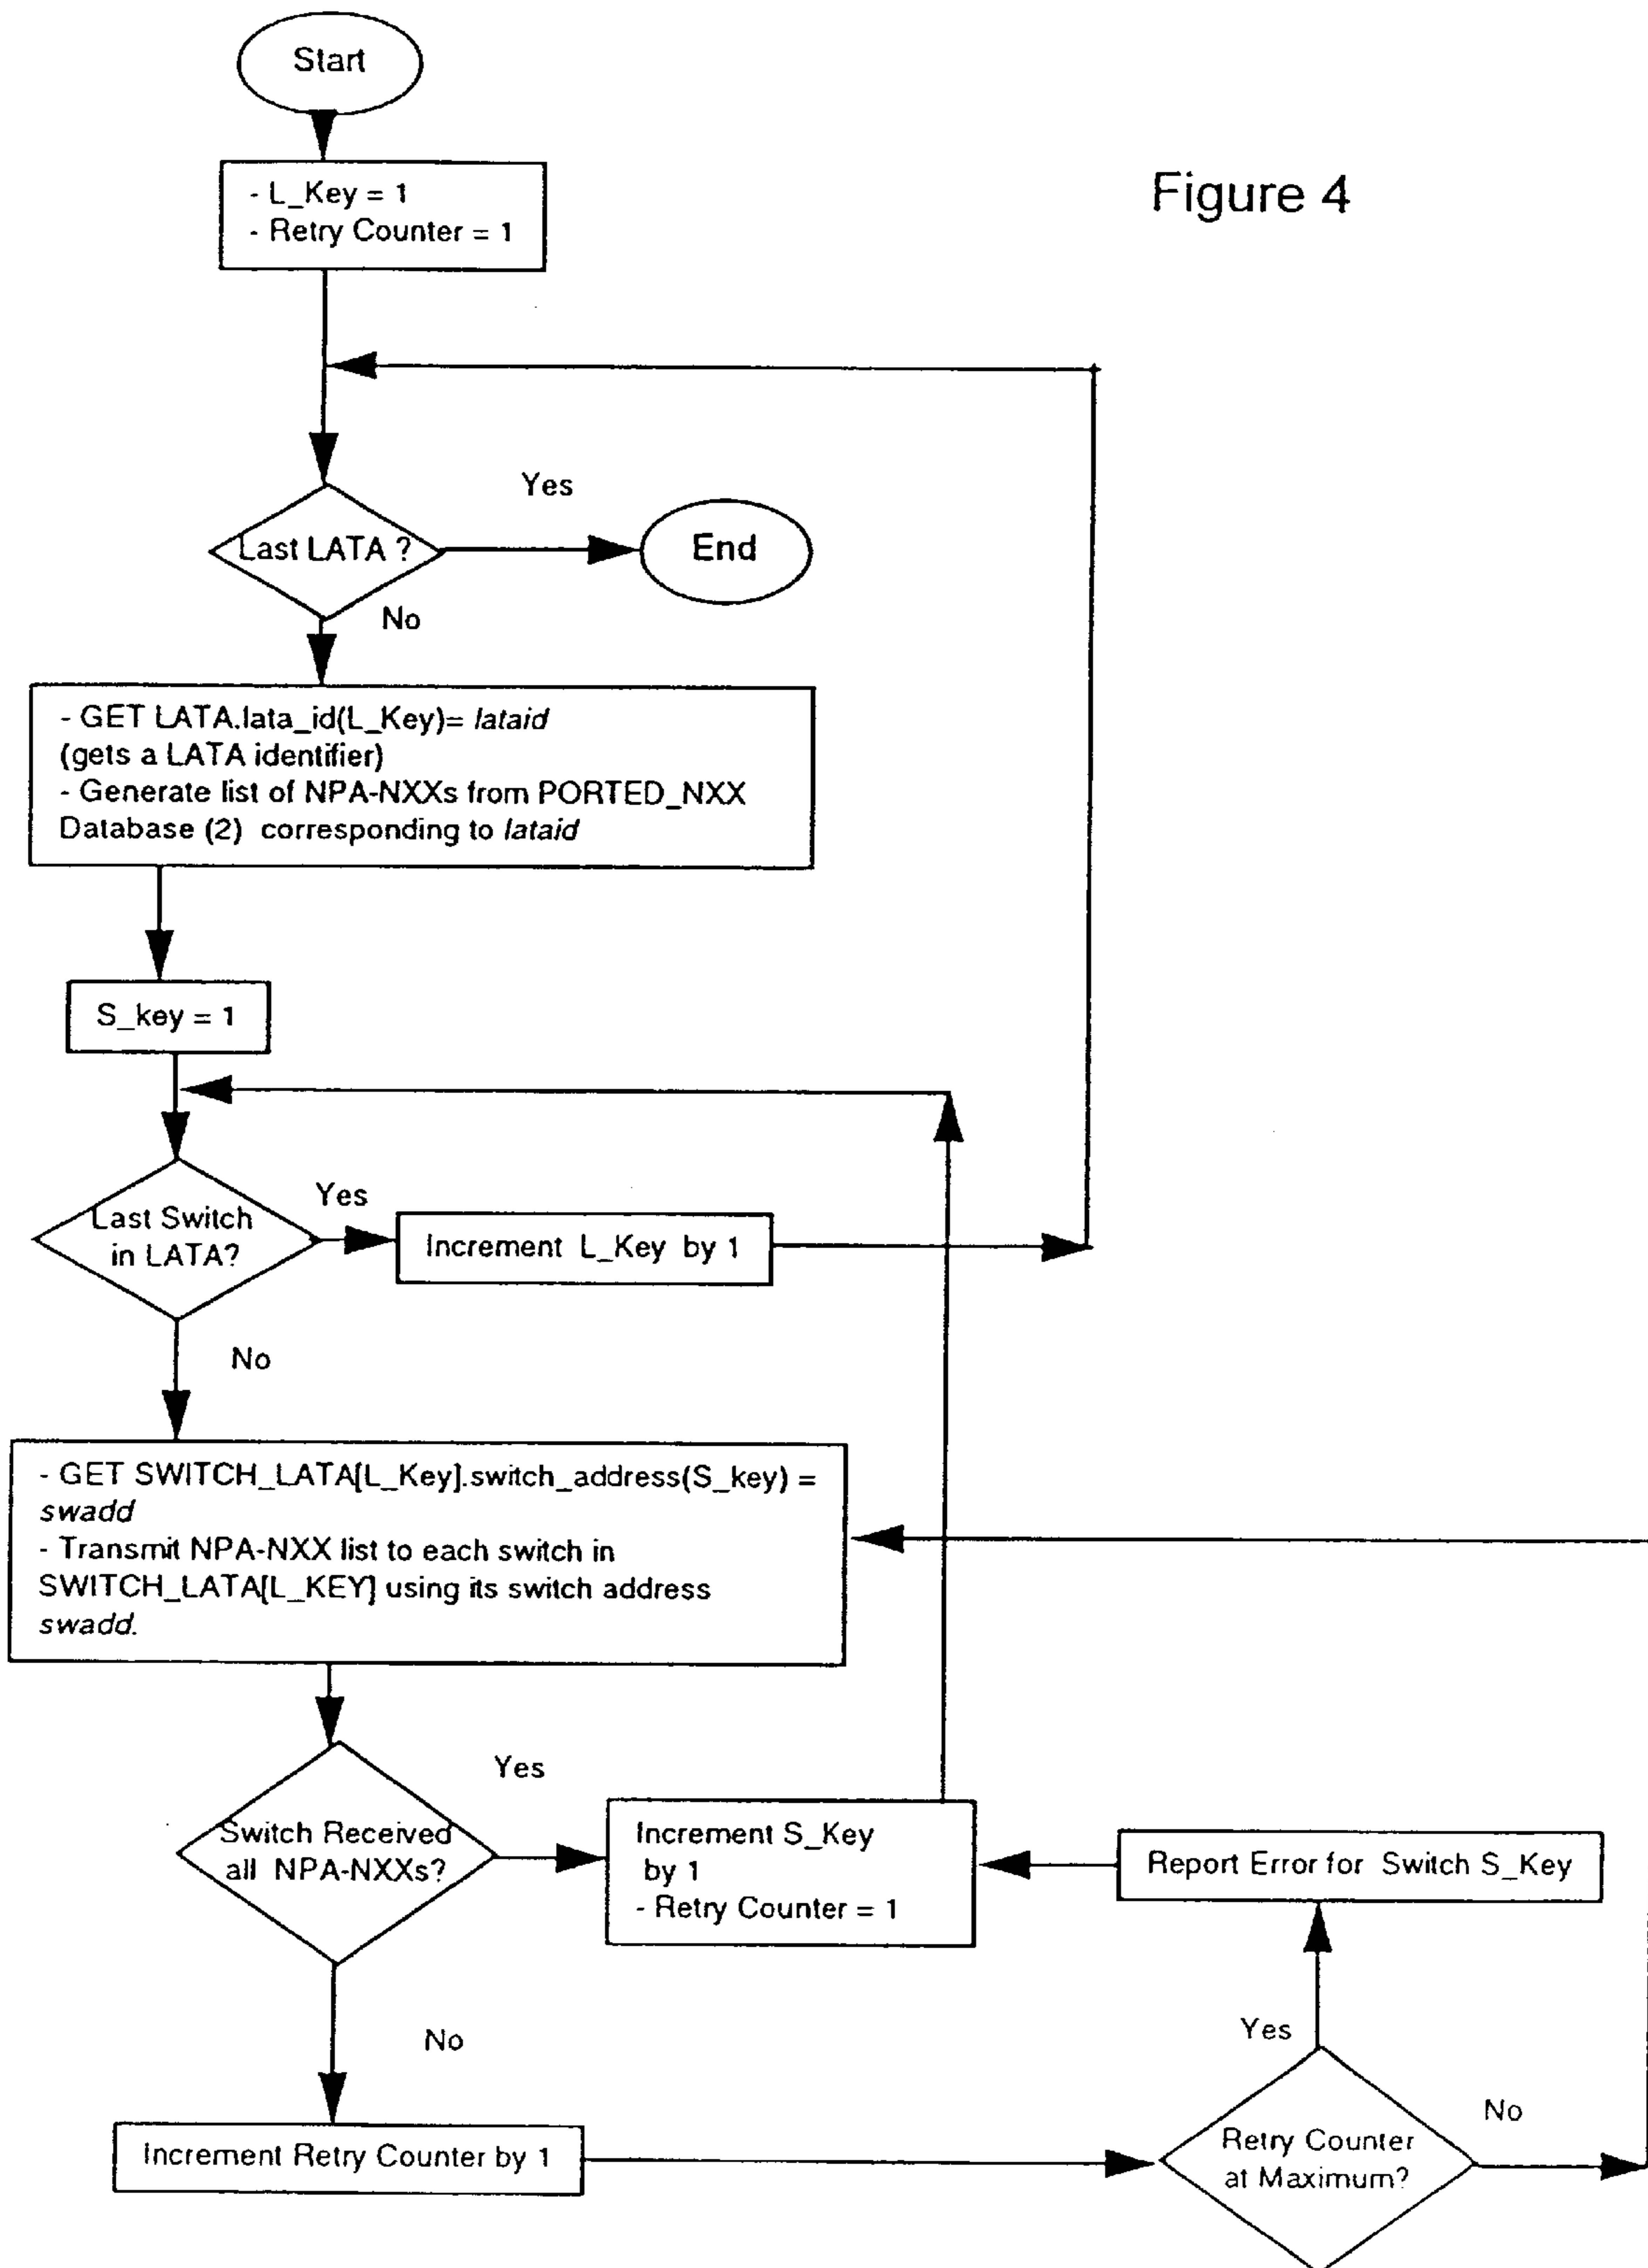 Start
Figure 4
- L_Key = 1
- Retry Counter = 1
Yes
Last LATA ?
End
No
- GET LATA.lata_id(L_Key)= lataid
(gets a LATA identifier)
- Generate list of NPA-NXXs from PORTED_NXX
Database (2) corresponding to lataid
S_key = 1
Yes
Last Switch
in LATA?
Increment L_Key by 1
No
- GET SWITCH_LATA[L_Key].switch_address(S_key) =
swadd
- Transmit NPA-NXX list to each switch in
SWITCH_LATA[L_KEY] using its switch address
swadd.
Yes
Switch Received
all NPA-NXXs?
Increment S_Key
by 1
- Retry Counter = 1
Report Error for Switch S_Key
No
Yes
No
Increment Retry Counter by 1
Retry Counter
at Maximum?